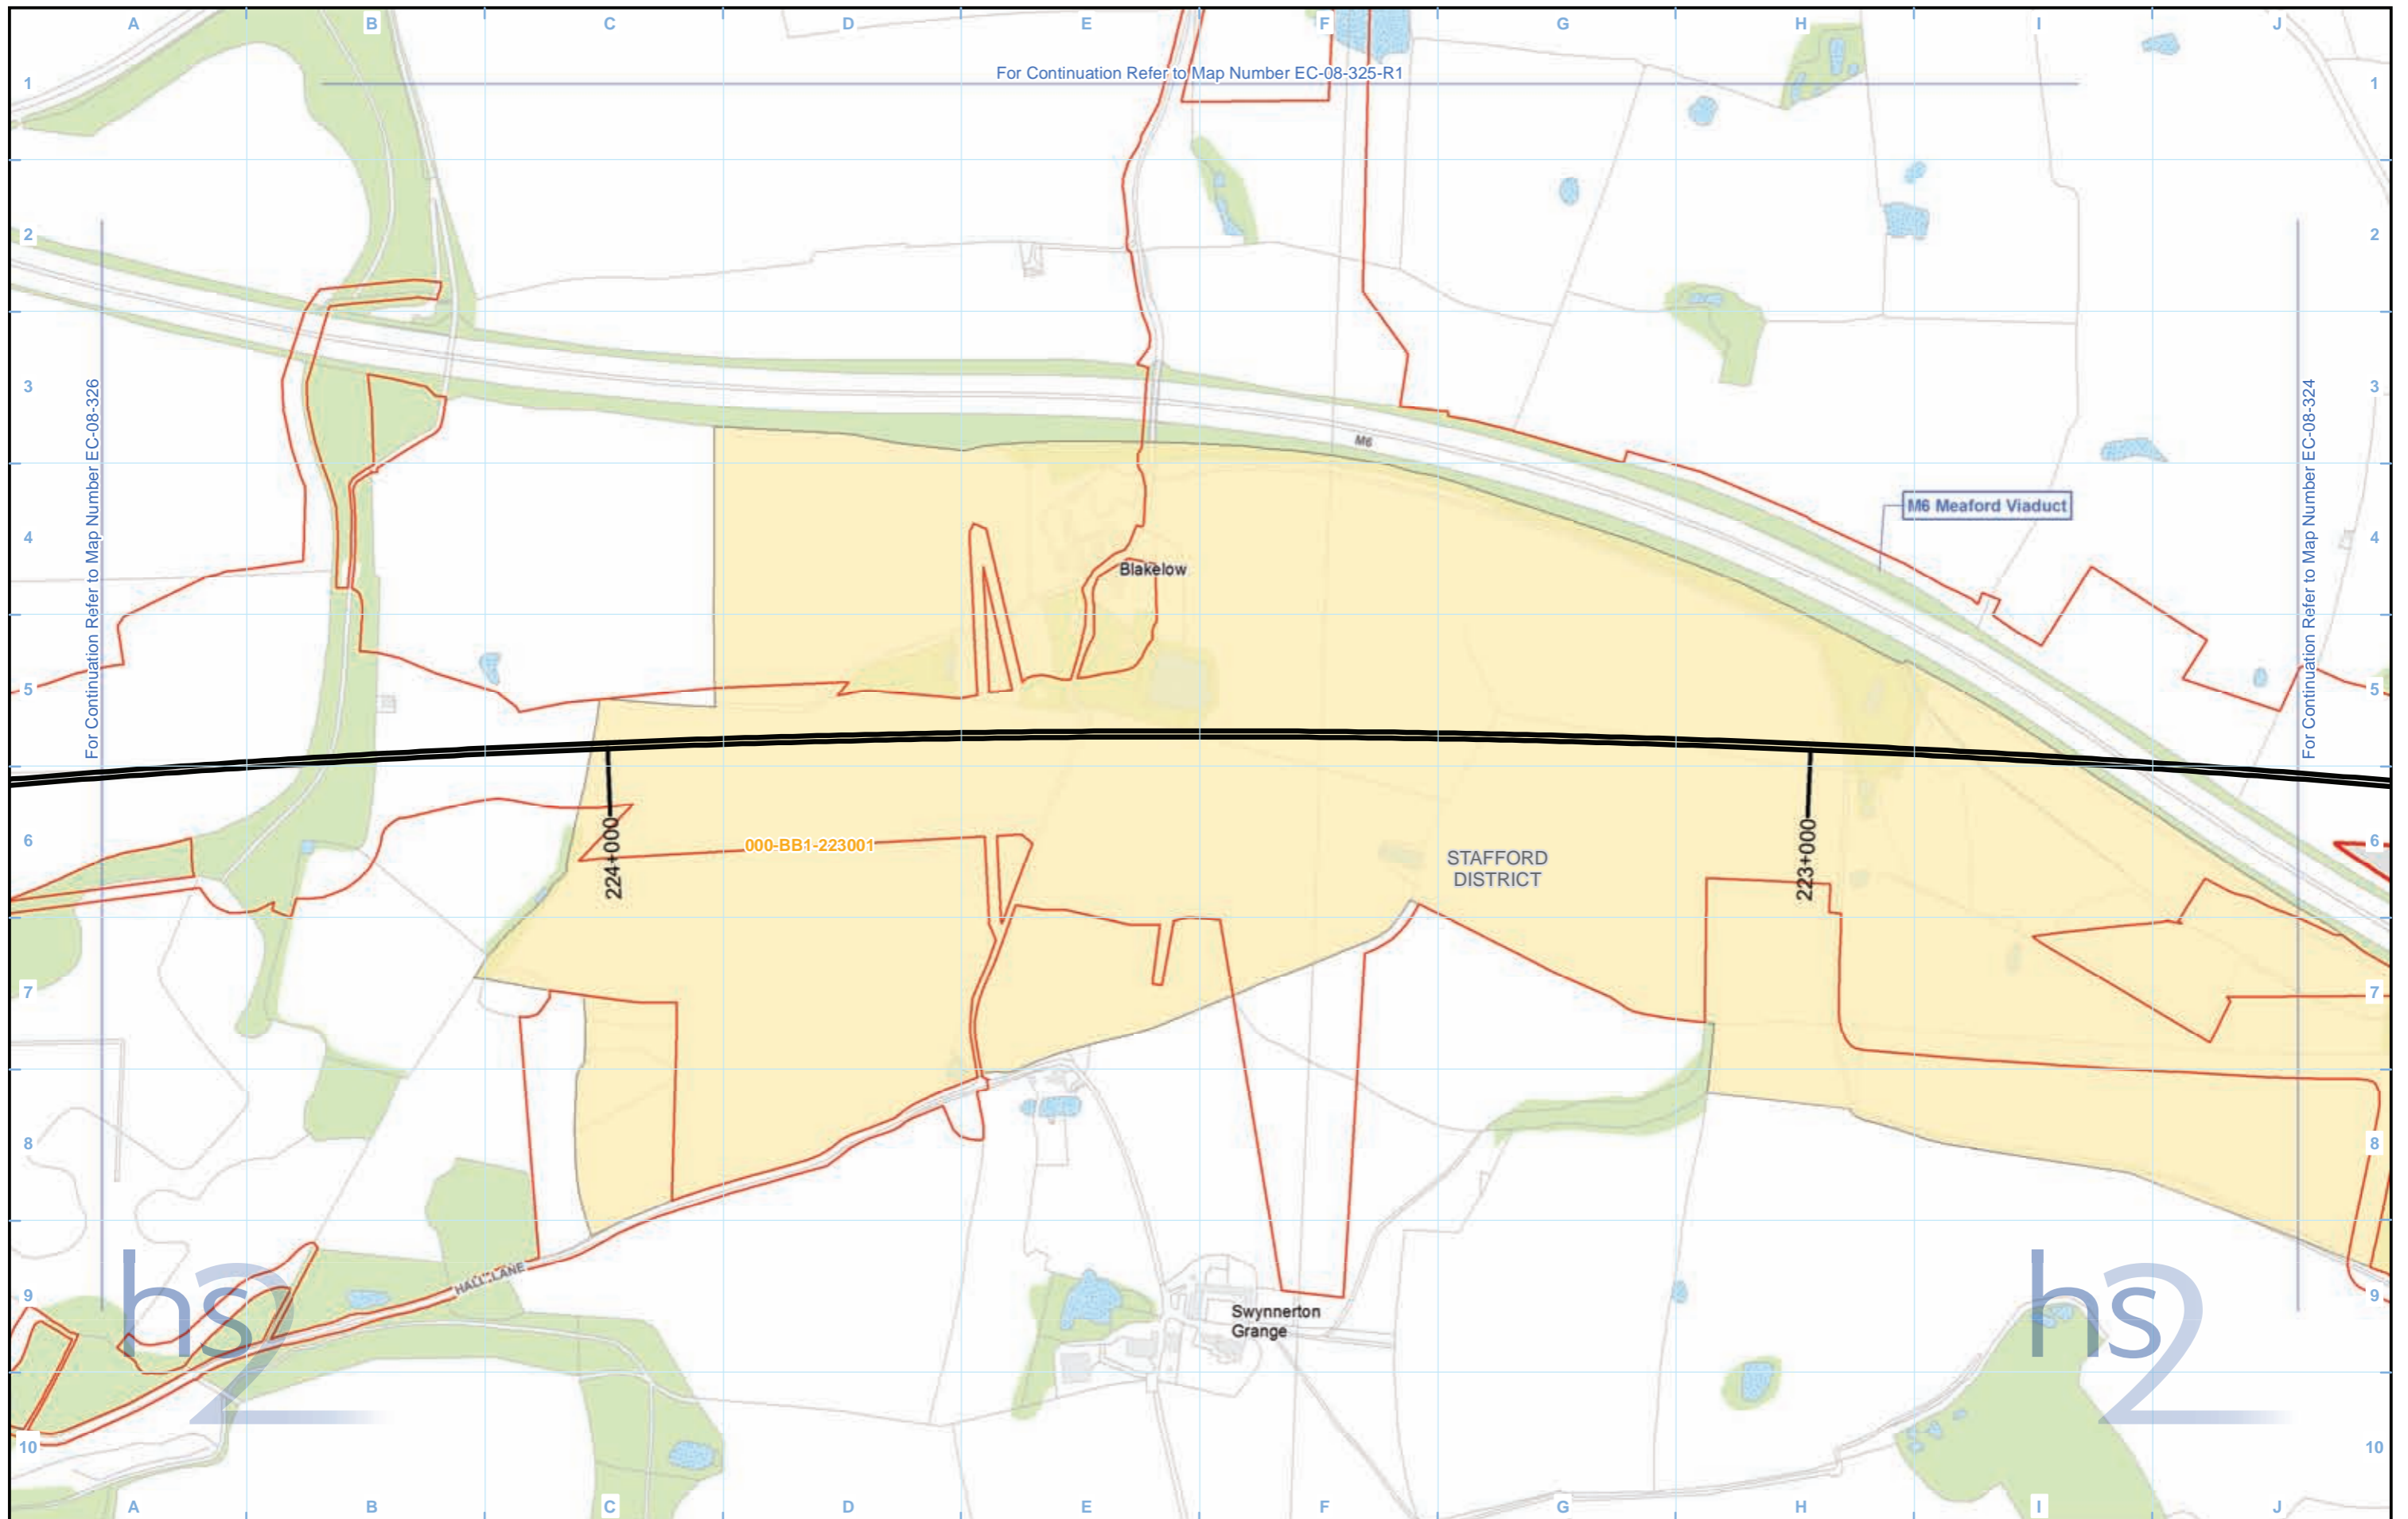 A B C D E F G H I J
For Continuation Refer to Map Number EC-08-325-R1
1 1
2 2
For Continuation Refer to Map Number EC-08-326
For Continuation Refer to Map Number EC-08-324
3 3
M6
M6 Meaford Viaduct
4 4
Blakelow
5 5
224+000
223+000
6 6
000-BB1-223001
STAFFORD
DISTRICT
7 7
8 8
HALL LANE
hs2
hs2
9 9
Swynnerton
Grange
10 10
A B C D E F G H I J